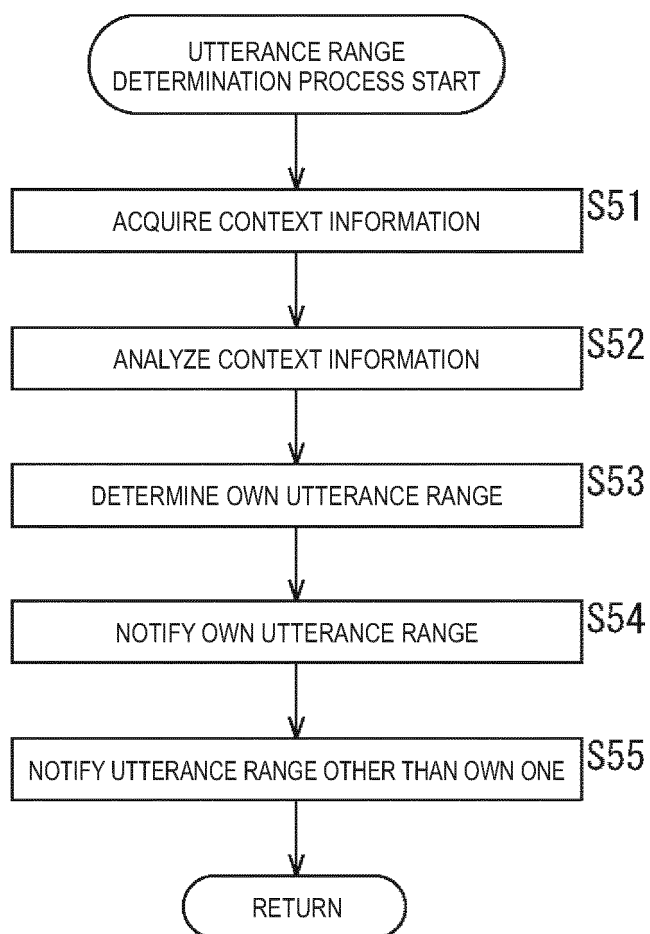 UTTERANCE RANGE
DETERMINATION PROCESS START
ACQUIRE CONTEXT INFORMATION
S51
ANALYZE CONTEXT INFORMATION
S52
DETERMINE OWN UTTERANCE RANGE
S53
NOTIFY OWN UTTERANCE RANGE
S54
NOTIFY UTTERANCE RANGE OTHER THAN OWN ONE
S55
RETURN